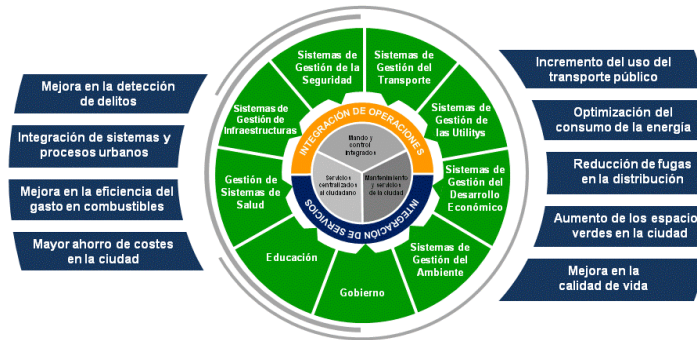 Mejora en la detección
de delitos
Integración de sistemas y
procesos urbanos
Mejora en la eficiencia del
gasto en combustibles
Mayor ahorro de costes
en la ciudad
Sistemas de
Gestión de la
Seguridad
Sistemas de
Gestión del
Transporte
Sistemas de
Gestión de
las Utilitys
Sistemas de
Gestión del
Desarrollo
Económico
Sistemas de
Gestión del
Ambiente
Gobierno
Educación
Gestión de
Sistemas de
Salud
Sistemas de
Gestión de
Infraestructuras
INTEGRACIÓN DE OPERACIONES
INTEGRACIÓN DE SERVICIOS
Mando y
control
integrados
Servicios
centralizados
al ciudadano
Mantenimiento
y servicios
de la ciudad
Incremento del uso del
transporte público
Optimización del
consumo de la energía
Reducción de fugas
en la distribución
Aumento de los espacio
verdes en la ciudad
Mejora en la
calidad de vida